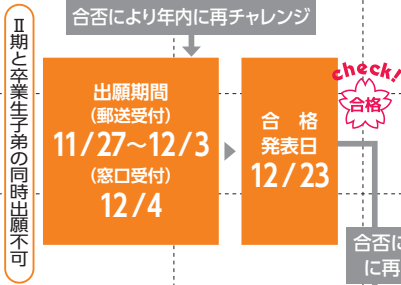 合否により年内に再チャレンジ
Ⅱ期と卒業生子弟の同時出願不可
出願期間
（郵送受付）
11/27～12/3
（窓口受付）
12/4
合　格
発表日
12/23
check!
合格
合否に
に再